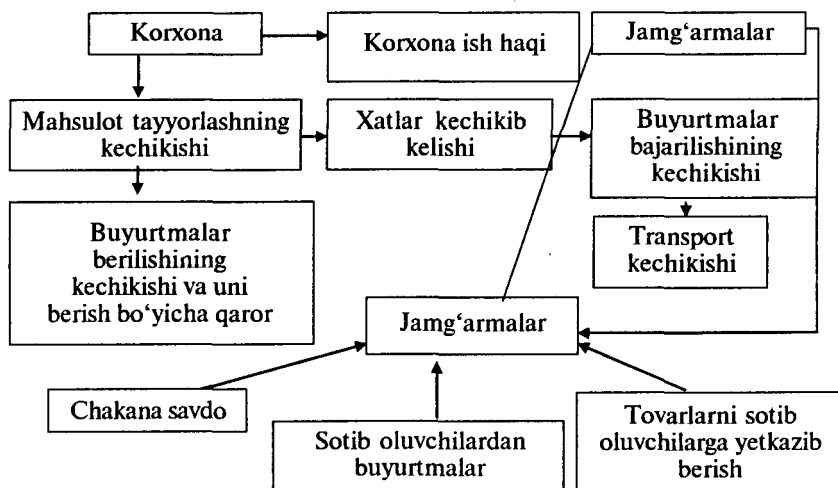 Korxona
Korxona ish haqi
Jamg‘armalar
Mahsulot tayyorlashning
kechikishi
Xatlar kechikib
kelishi
Buyurtmalar
bajarilishining
kechikishi
Buyurtmalar
berilishining
kechikishi va uni
berish bo‘yicha qaror
Transport
kechikishi
Jamg‘armalar
Chakana savdo
Sotib oluvchilardan
buyurtmalar
Tovarlarni sotib
oluvchilarga yetkazib
berish